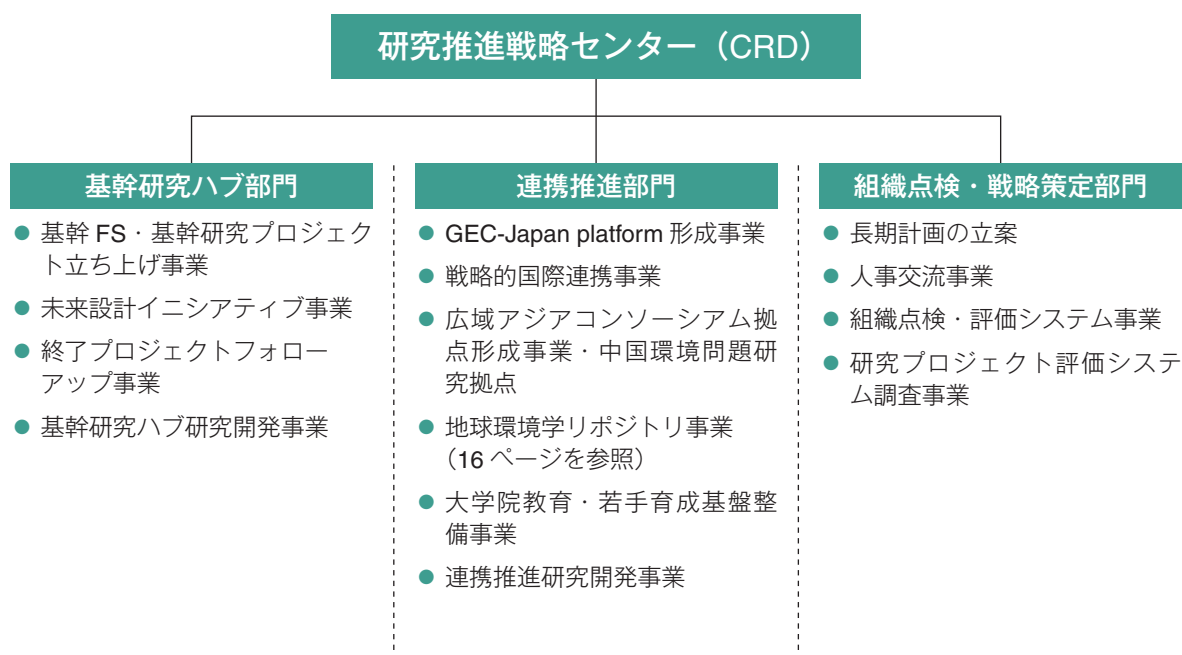 研究推進戦略センター（CRD）
基幹研究ハブ部門
● 基幹 FS・基幹研究プロジェク
ト立ち上げ事業
● 未来設計イニシアティブ事業
● 終了プロジェクトフォロー
アップ事業
● 基幹研究ハブ研究開発事業
連携推進部門
● GEC-Japan platform 形成事業
● 戦略的国際連携事業
● 広域アジアコンソーシアム拠
点形成事業・中国環境問題研
究拠点
● 地球環境学リポジトリ事業
（16 ページを参照）
● 大学院教育・若手育成基盤整
備事業
● 連携推進研究開発事業
組織点検・戦略策定部門
● 長期計画の立案
● 人事交流事業
● 組織点検・評価システム事業
● 研究プロジェクト評価システ
ム調査事業